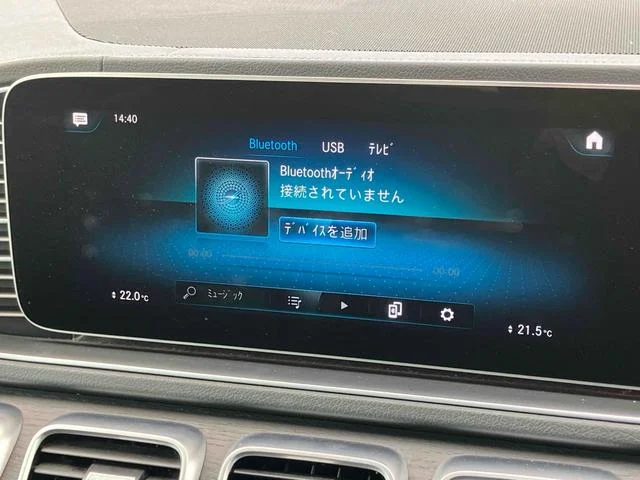 14:40
Bluetooth USB ﾃﾚﾋﾞ
Bluetoothｵｰﾃﾞｨｵ
接続されていません
ﾃﾞﾊﾞｲｽを追加
00:00 00:00
22.0℃ ﾐｭｰｼﾞｯｸ 21.5℃